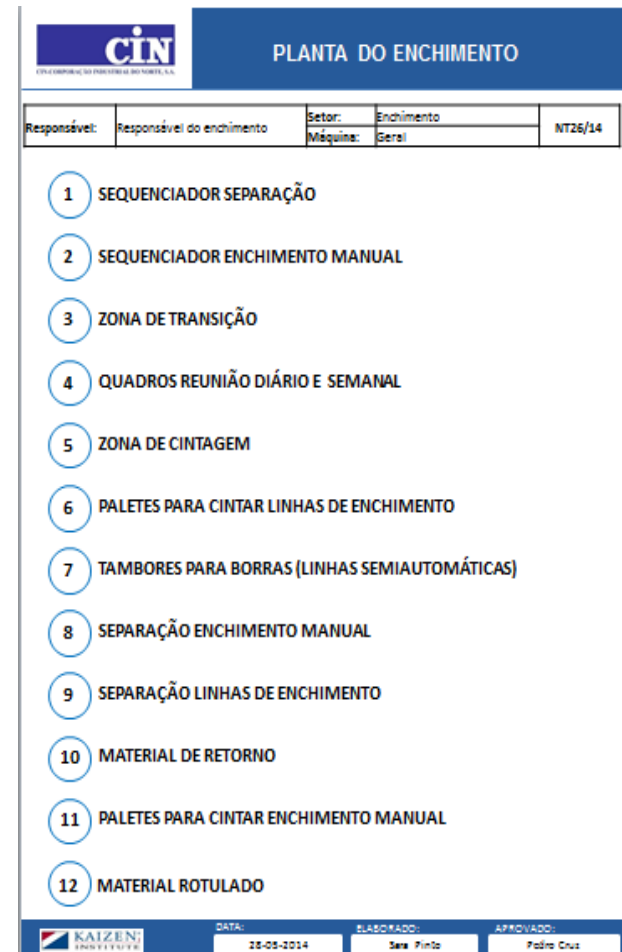 CIN
CIN-CORPORAÇÃO INDUSTRIAL DO NORTE, S.A.
PLANTA DO ENCHIMENTO
Responsável: Responsável do enchimento Setor: Enchimento NT26/14
Máquina: Geral
1 SEQUENCIADOR SEPARAÇÃO
2 SEQUENCIADOR ENCHIMENTO MANUAL
3 ZONA DE TRANSIÇÃO
4 QUADROS REUNIÃO DIÁRIO E SEMANAL
5 ZONA DE CINTAGEM
6 PALETES PARA CINTAR LINHAS DE ENCHIMENTO
7 TAMBORES PARA BORRAS (LINHAS SEMIAUTOMÁTICAS)
8 SEPARAÇÃO ENCHIMENTO MANUAL
9 SEPARAÇÃO LINHAS DE ENCHIMENTO
10 MATERIAL DE RETORNO
11 PALETES PARA CINTAR ENCHIMENTO MANUAL
12 MATERIAL ROTULADO
KAIZEN
INSTITUTE
DATA: ELABORADO: APROVADO:
28-05-2014 Sara Pinto Pedro Cruz